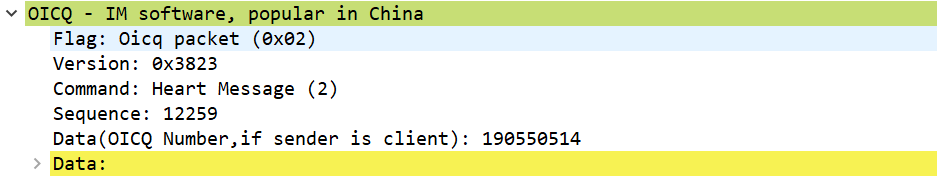 OICQ - IM software, popular in China
Flag: Oicq packet (0x02)
Version: 0x3823
Command: Heart Message (2)
Sequence: 12259
Data(OICQ Number,if sender is client): 190550514
Data: